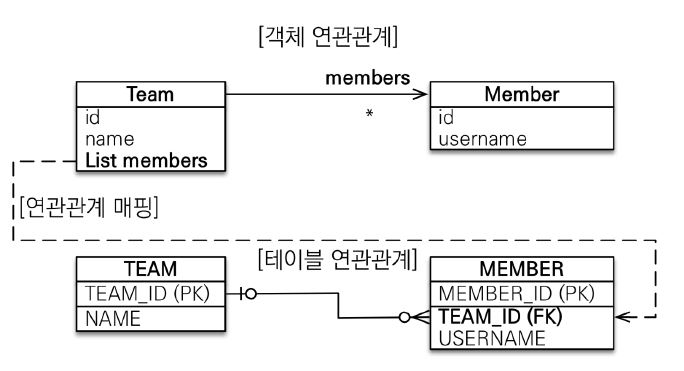 [객체 연관관계]
members
Team
Member
*
id
name
List members
id
username
[연관관계 매핑]
[테이블 연관관계]
TEAM
TEAM_ID (PK)
NAME
MEMBER
MEMBER_ID (PK)
TEAM_ID (FK)
USERNAME